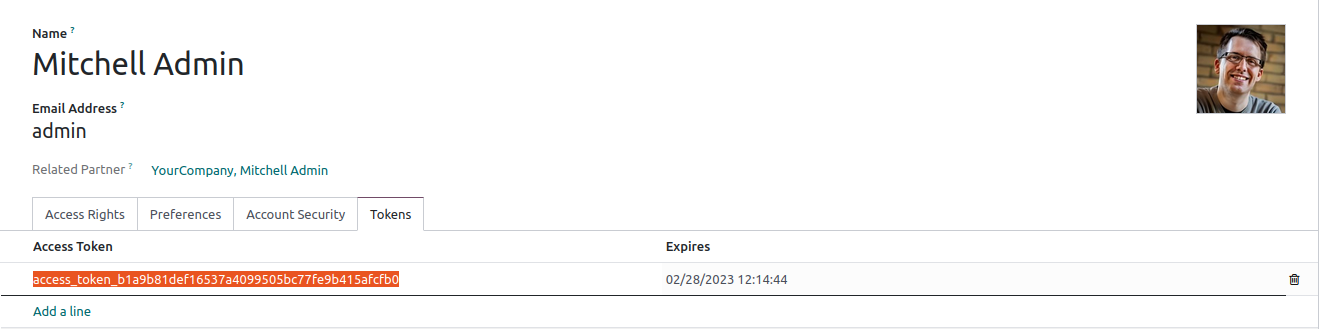 Name ?
Mitchell Admin
Email Address ?
admin
Related Partner ? YourCompany, Mitchell Admin
Access Rights Preferences Account Security Tokens
Access Token Expires
access_token_b1a9b81def16537a4099505bc77fe9b415afcfb0 02/28/2023 12:14:44
Add a line